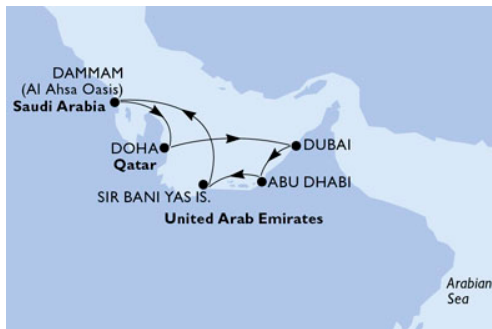 DAMMAM
(Al Ahsa Oasis)
Saudi Arabia
DOHA
Qatar
DUBAI
ABU DHABI
SIR BANI YAS IS.
United Arab Emirates
Arabian
Sea